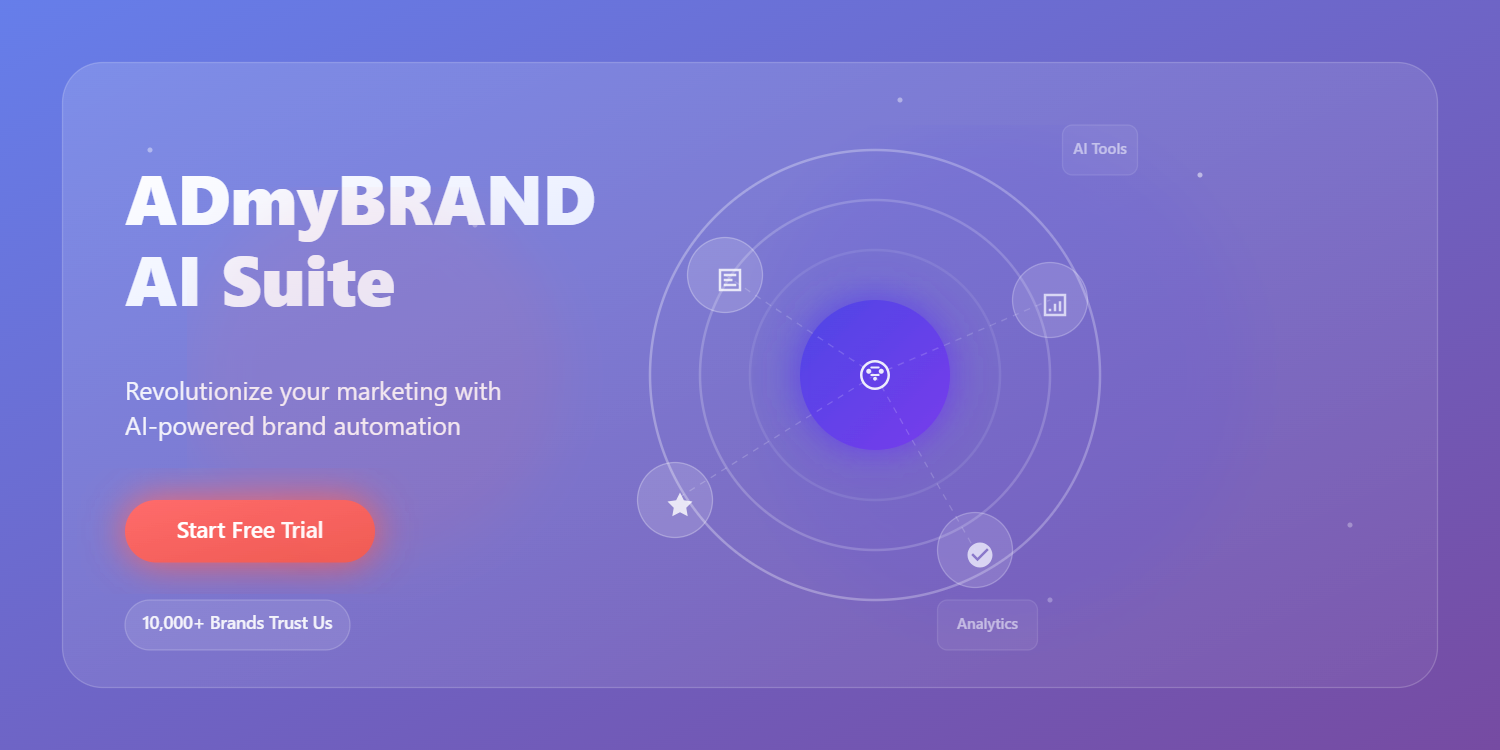 ADmyBRAND
AI Suite
Revolutionize your marketing with
AI-powered brand automation
Start Free Trial
10,000+ Brands Trust Us
AI Tools
Analytics